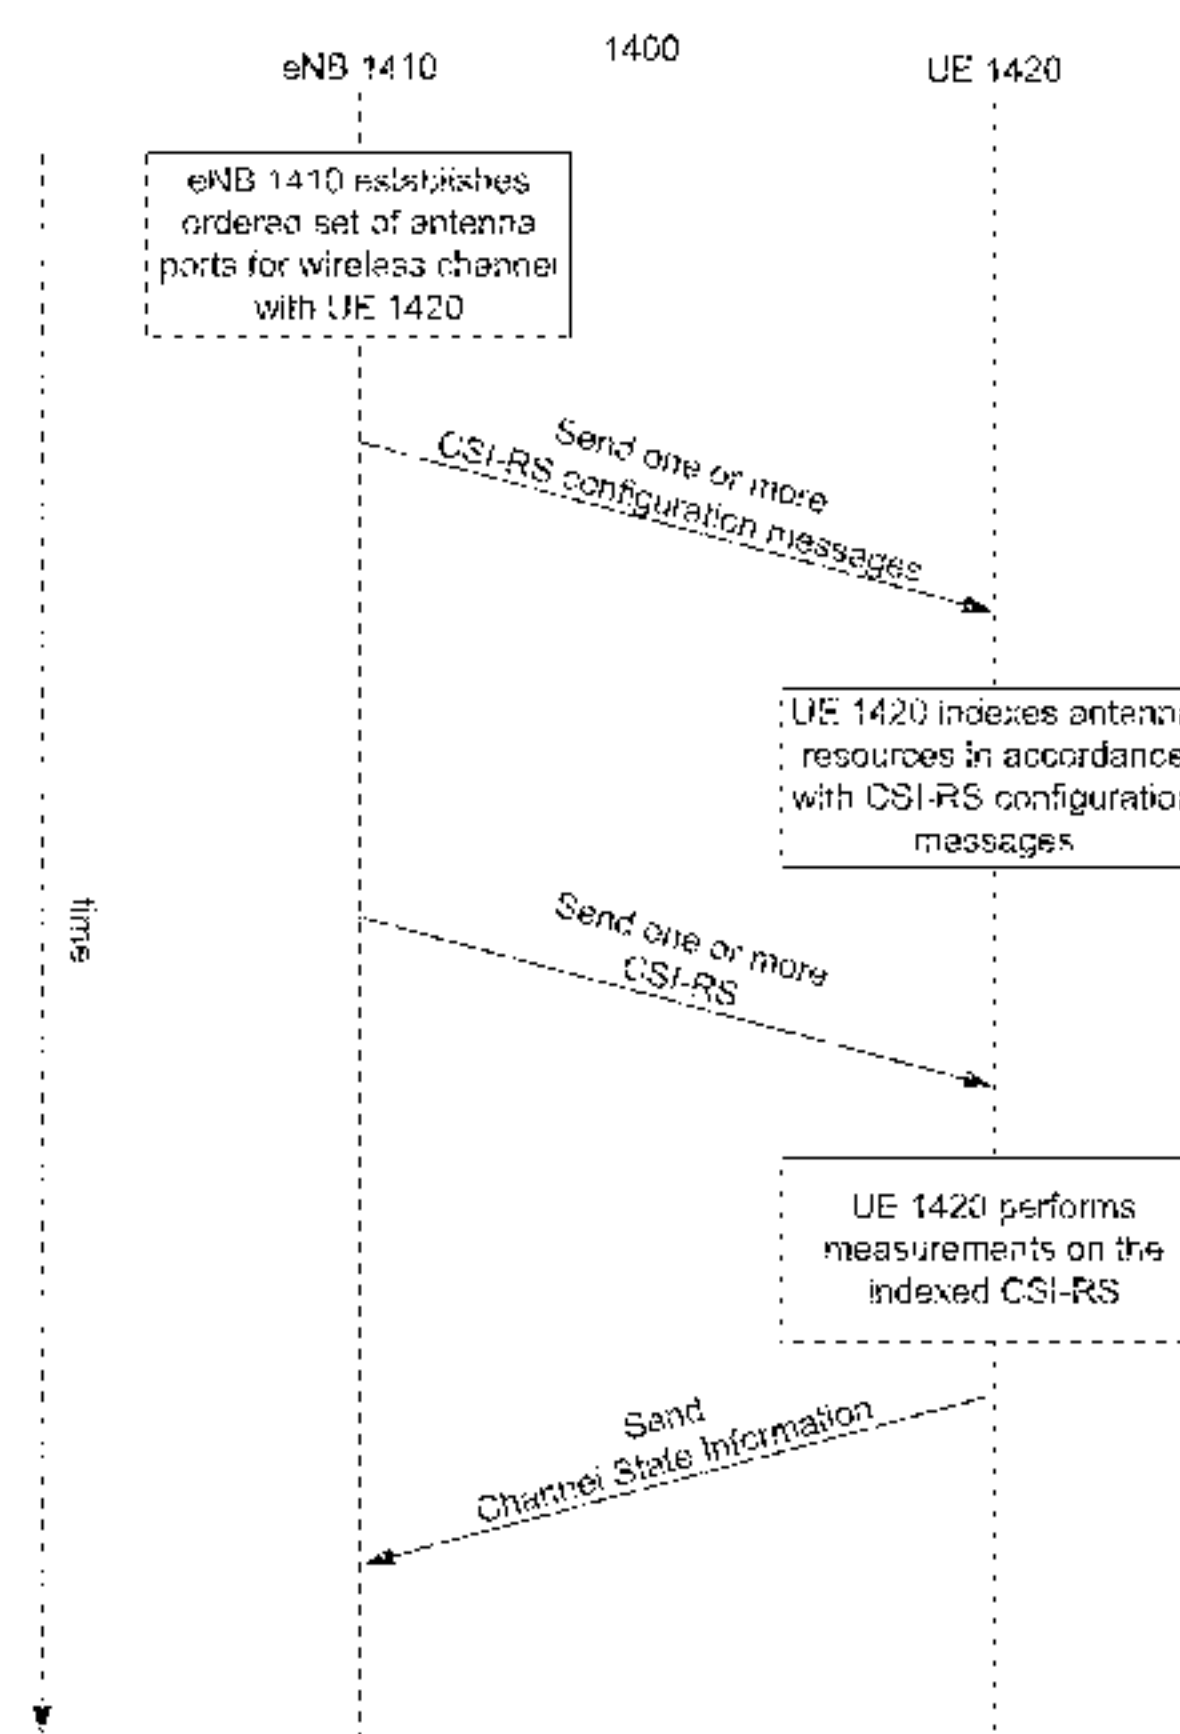 1400
eNB 1410
UE 1420
eNB 1410 establishes
ordered set of antenna
ports for wireless channel
with UE 1420
Send one or more
CSI-RS configuration messages
UE 1420 indexes antenna
resources in accordance
with CSI-RS configuration
messages
time
Send one or more
CSI-RS
UE 1420 performs
measurements on the
indexed CSI-RS
Send
Channel State Information